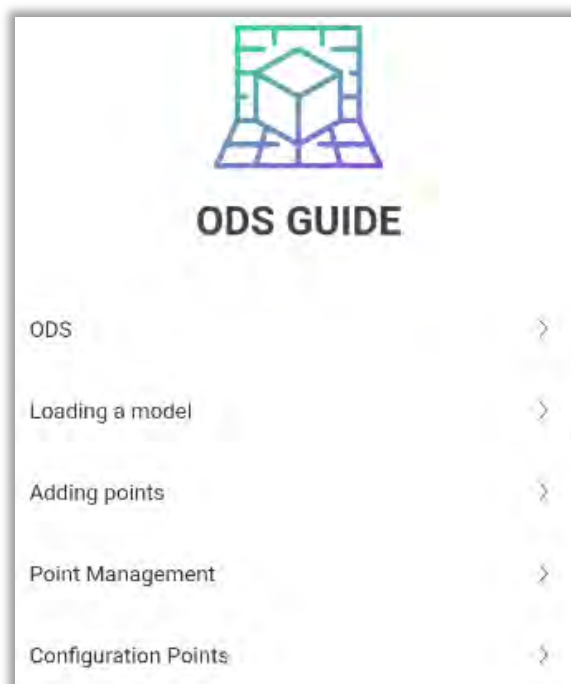 ODS GUIDE
ODS
Loading a model
Adding points
Point Management
Configuration Points